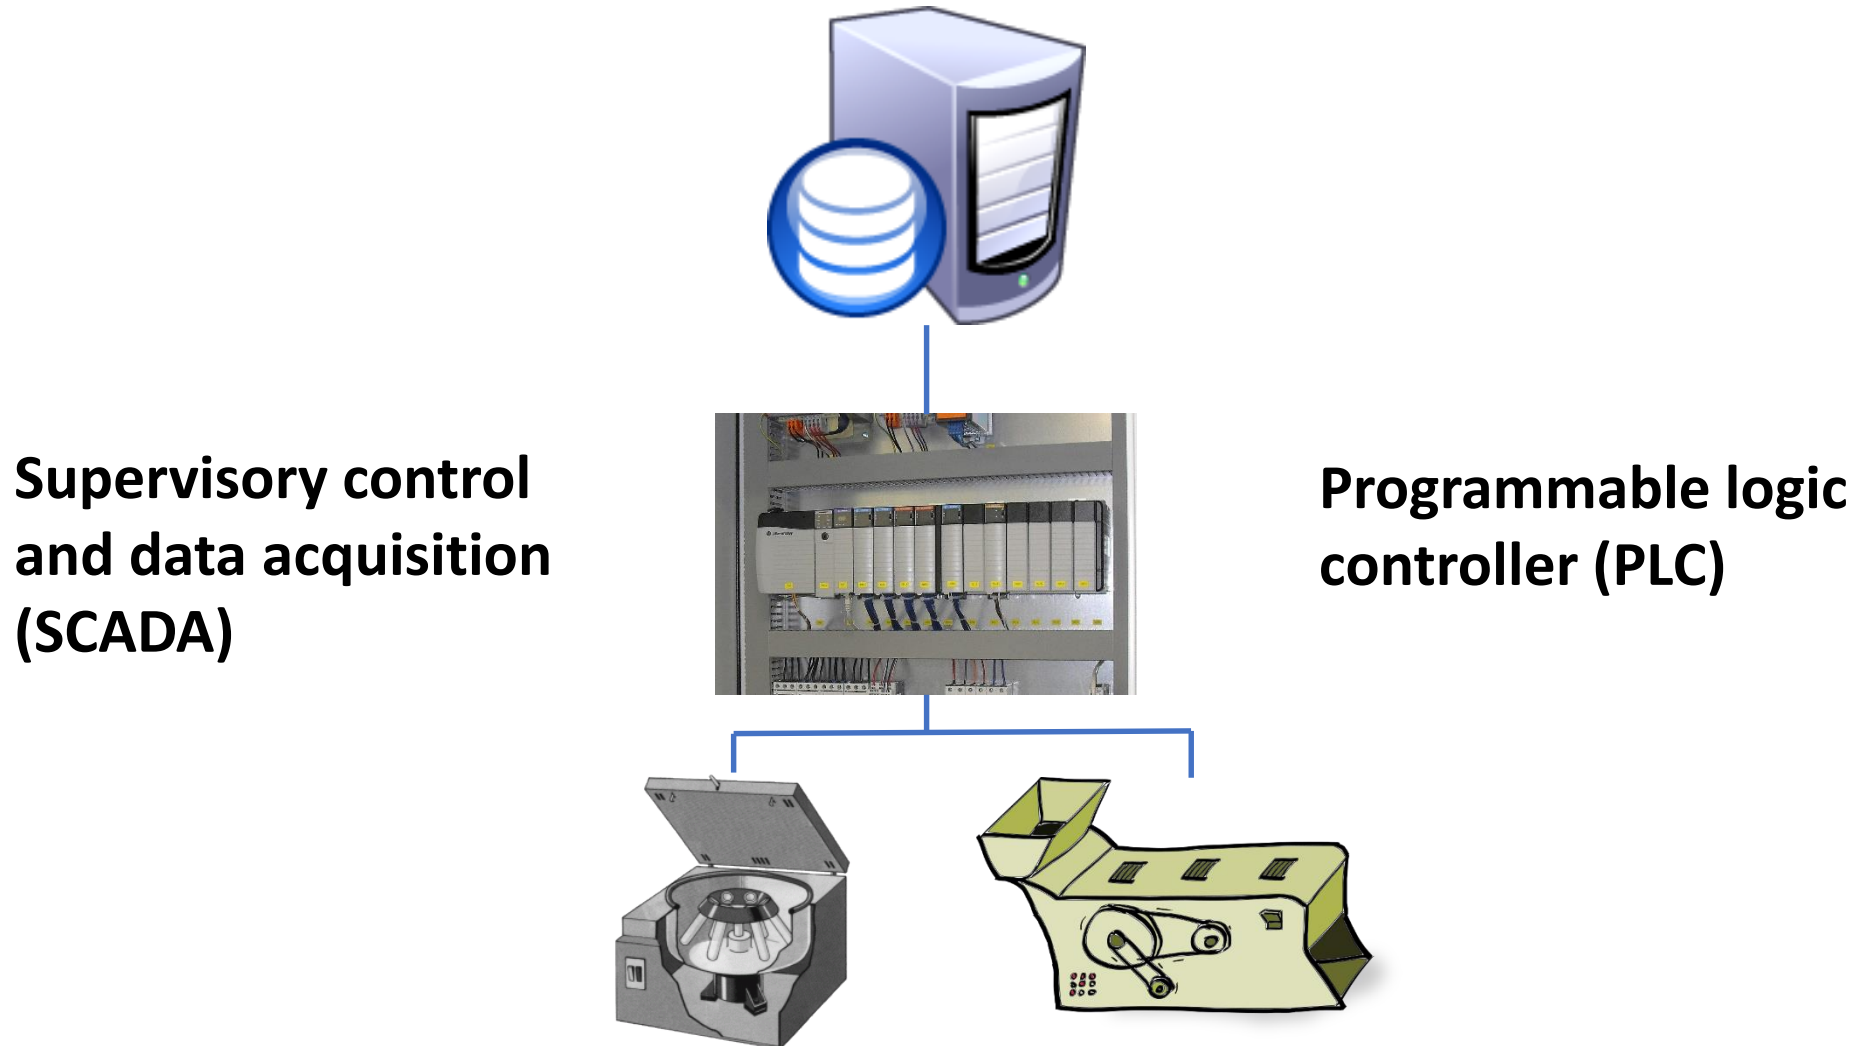 Supervisory control
and data acquisition
(SCADA)
Programmable logic
controller (PLC)